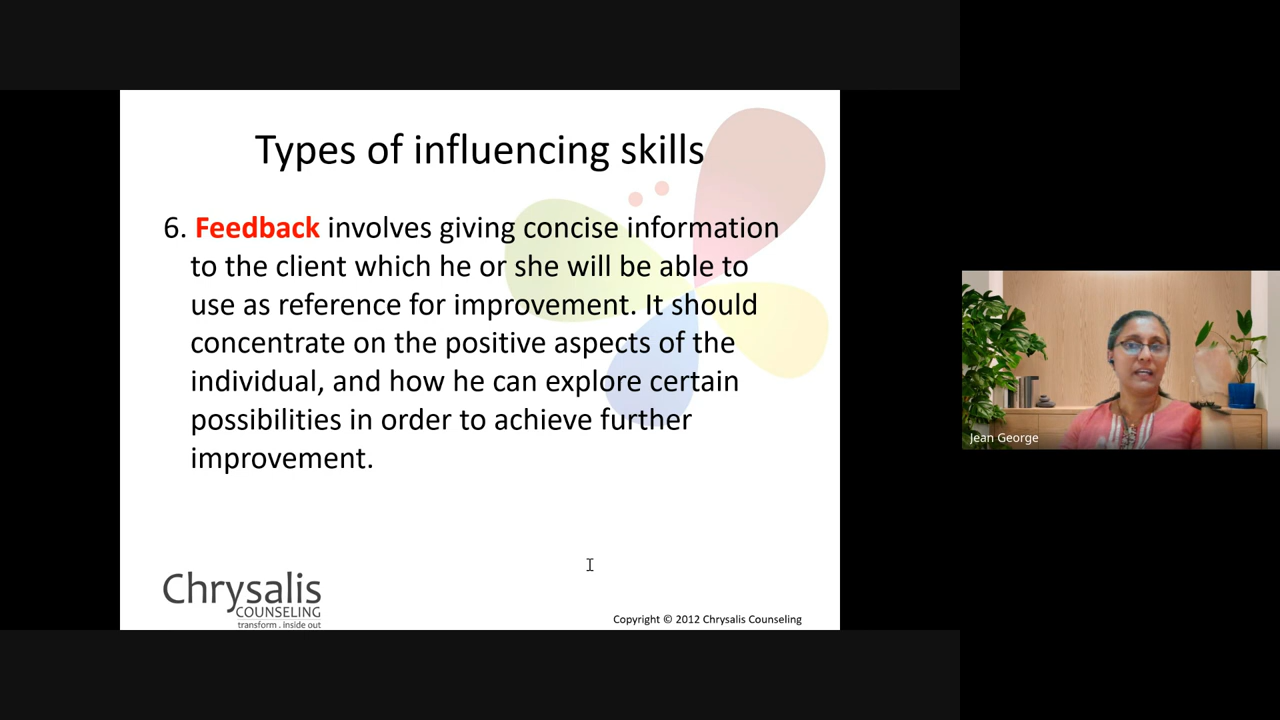 Types of influencing skills
6. Feedback involves giving concise information
to the client which he or she will be able to
use as reference for improvement. It should
concentrate on the positive aspects of the
individual, and how he can explore certain
possibilities in order to achieve further
improvement.
Chrysalis
COUNSELING
transform . inside out
Copyright © 2012 Chrysalis Counseling
Jean George